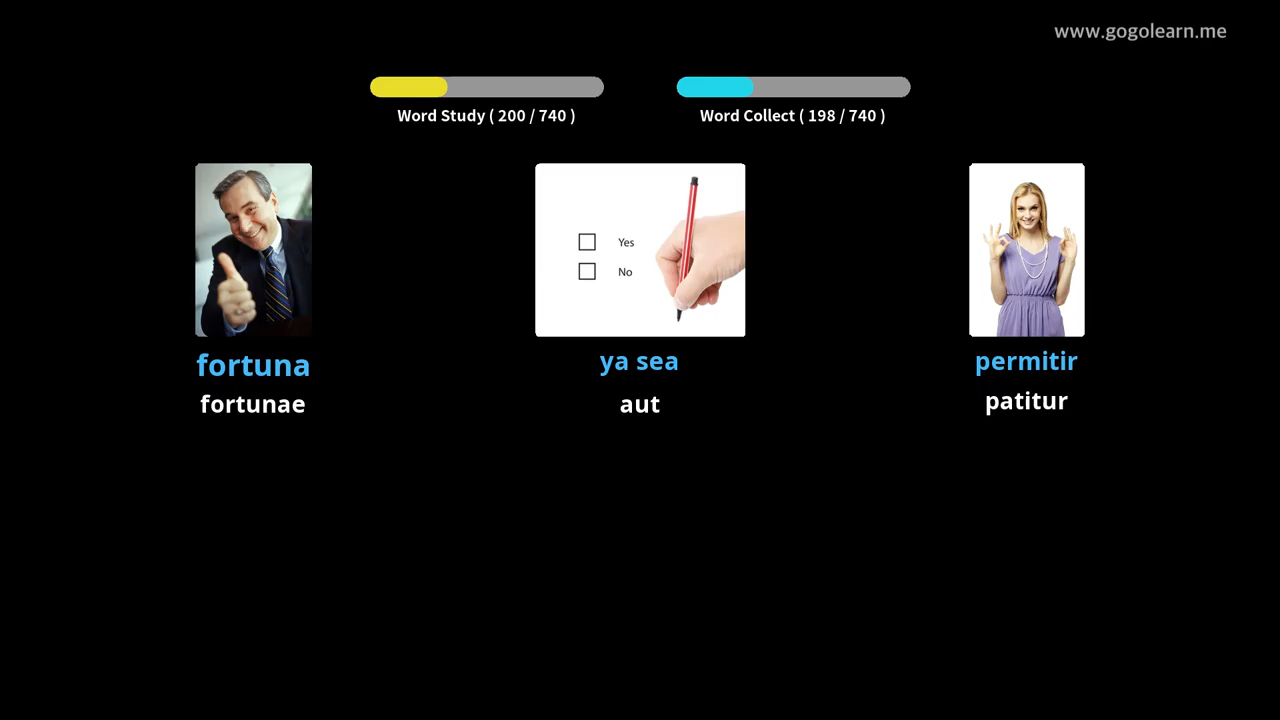 www.gogolearn.me
Word Study ( 200 / 740 )
Word Collect ( 198 / 740 )
Yes
No
fortuna
fortunae
ya sea
aut
permitir
patitur